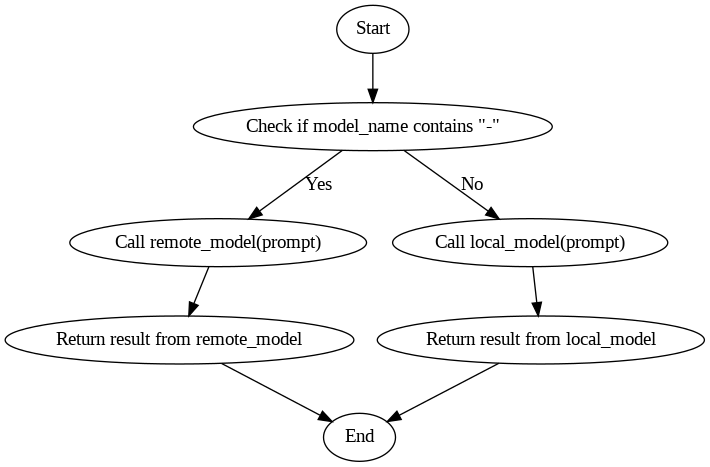 Start
Check if model_name contains "-"
Yes
No
Call remote_model(prompt)
Call local_model(prompt)
Return result from remote_model
Return result from local_model
End